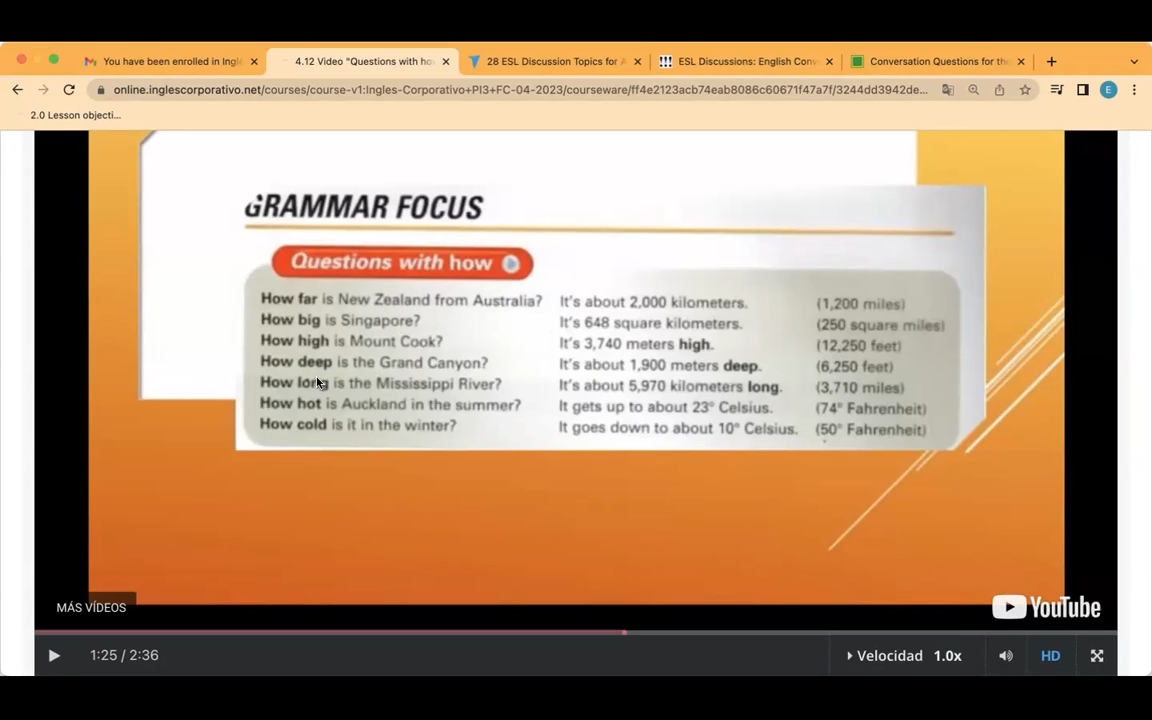 You have been enrolled in Ingl
4.12 Video "Questions with ho
28 ESL Discussion Topics for A
ESL Discussions: English Conv
Conversation Questions for the
online.inglescorporativo.net/courses/course-v1:Ingles-Corporativo+PI3+FC-04-2023/courseware/ff4e2123acb74eab8086c60671f47a7f/3244dd3942de...
E
2.0 Lesson objecti...
GRAMMAR FOCUS
Questions with how
How far is New Zealand from Australia? It's about 2,000 kilometers. (1,200 miles)
How big is Singapore? It's 648 square kilometers. (250 square miles)
How high is Mount Cook? It's 3,740 meters high. (12,250 feet)
How deep is the Grand Canyon? It's about 1,900 meters deep. (6,250 feet)
How long is the Mississippi River? It's about 5,970 kilometers long. (3,710 miles)
How hot is Auckland in the summer? It gets up to about 23° Celsius. (74° Fahrenheit)
How cold is it in the winter? It goes down to about 10° Celsius. (50° Fahrenheit)
MÁS VÍDEOS
YouTube
1:25 / 2:36
Velocidad 1.0x
HD